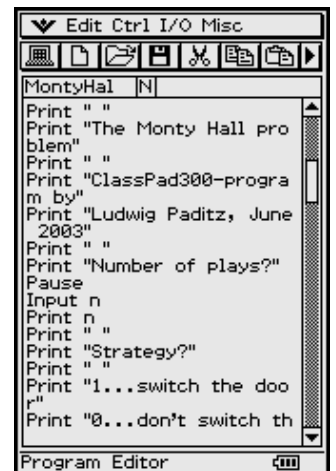 Edit Ctrl I/O Misc
MontyHal N
Print " "
Print "The Monty Hall pro
blem"
Print " "
Print "ClassPad300-progra
m by"
Print "Ludwig Paditz, June
 2003"
Print " "
Print "Number of plays?"
Pause
Input n
Print n
Print " "
Print "Strategy?"
Print " "
Print "1...switch the doo
r"
Print "0...don't switch th
Program Editor